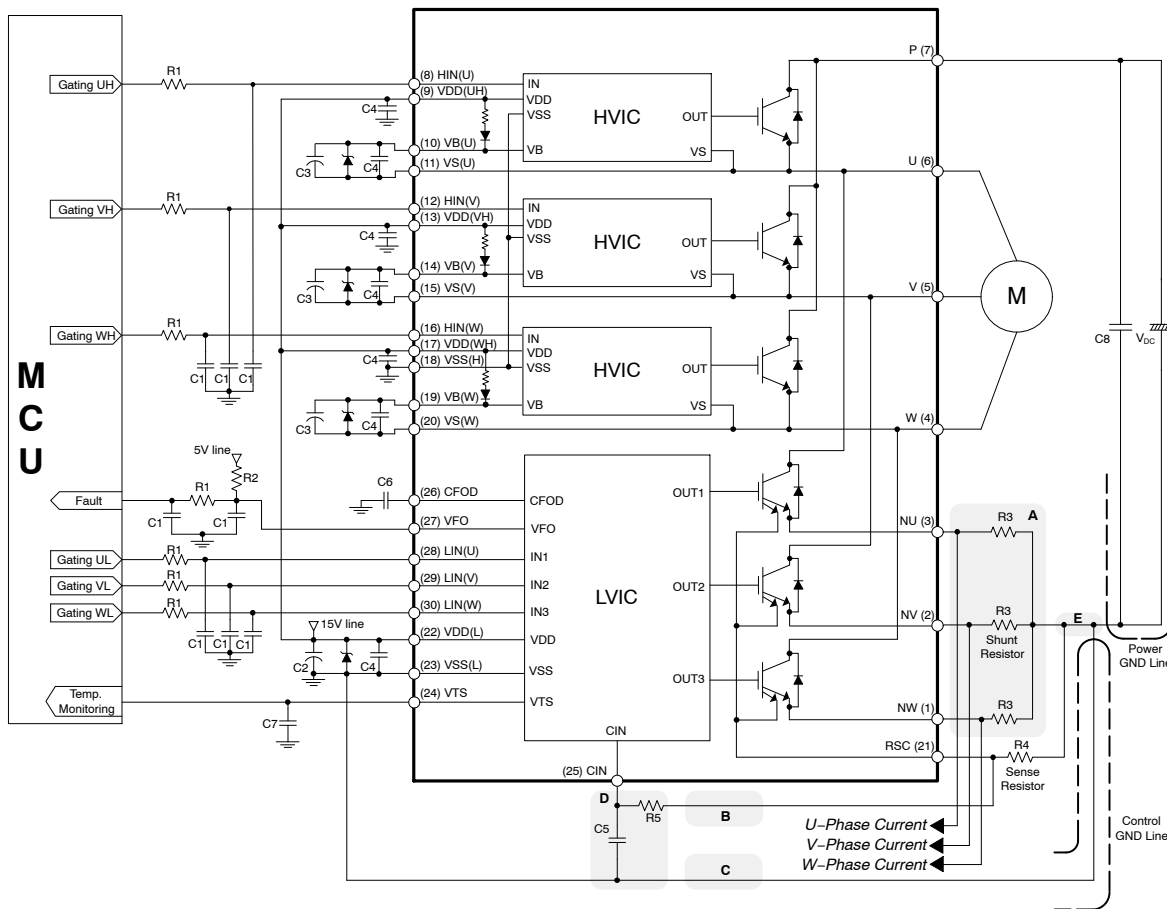 MCU
Gating UH
R1
Gating VH
R1
Gating WH
R1
C1
C1
C1
5V line
R2
Fault
R1
C1
C1
Gating UL
R1
Gating VL
R1
Gating WL
R1
C1
C1
C1
Temp.
Monitoring
C7
15V line
C2
C4
C6
C4
C3
C4
C4
C3
C4
C4
C3
C4
(8) HIN(U)
(9) VDD(UH)
(10) VB(U)
(11) VS(U)
(12) HIN(V)
(13) VDD(VH)
(14) VB(V)
(15) VS(V)
(16) HIN(W)
(17) VDD(WH)
(18) VSS(H)
(19) VB(W)
(20) VS(W)
(26) CFOD
(27) VFO
(28) LIN(U)
(29) LIN(V)
(30) LIN(W)
(22) VDD(L)
(23) VSS(L)
(24) VTS
(25) CIN
IN
VDD
VSS
VB
HVIC
OUT
VS
IN
VDD
VSS
VB
HVIC
OUT
VS
IN
VDD
VSS
VB
HVIC
OUT
VS
CFOD
VFO
IN1
IN2
IN3
VDD
VSS
VTS
LVIC
OUT1
OUT2
OUT3
CIN
P (7)
U (6)
V (5)
W (4)
NU (3)
NV (2)
NW (1)
RSC (21)
M
C8
VDC
R3
A
R3
Shunt
Resistor
R3
E
R4
Sense
Resistor
Power
GND Line
Control
GND Line
D
R5
C5
B
C
U−Phase Current
V−Phase Current
W−Phase Current